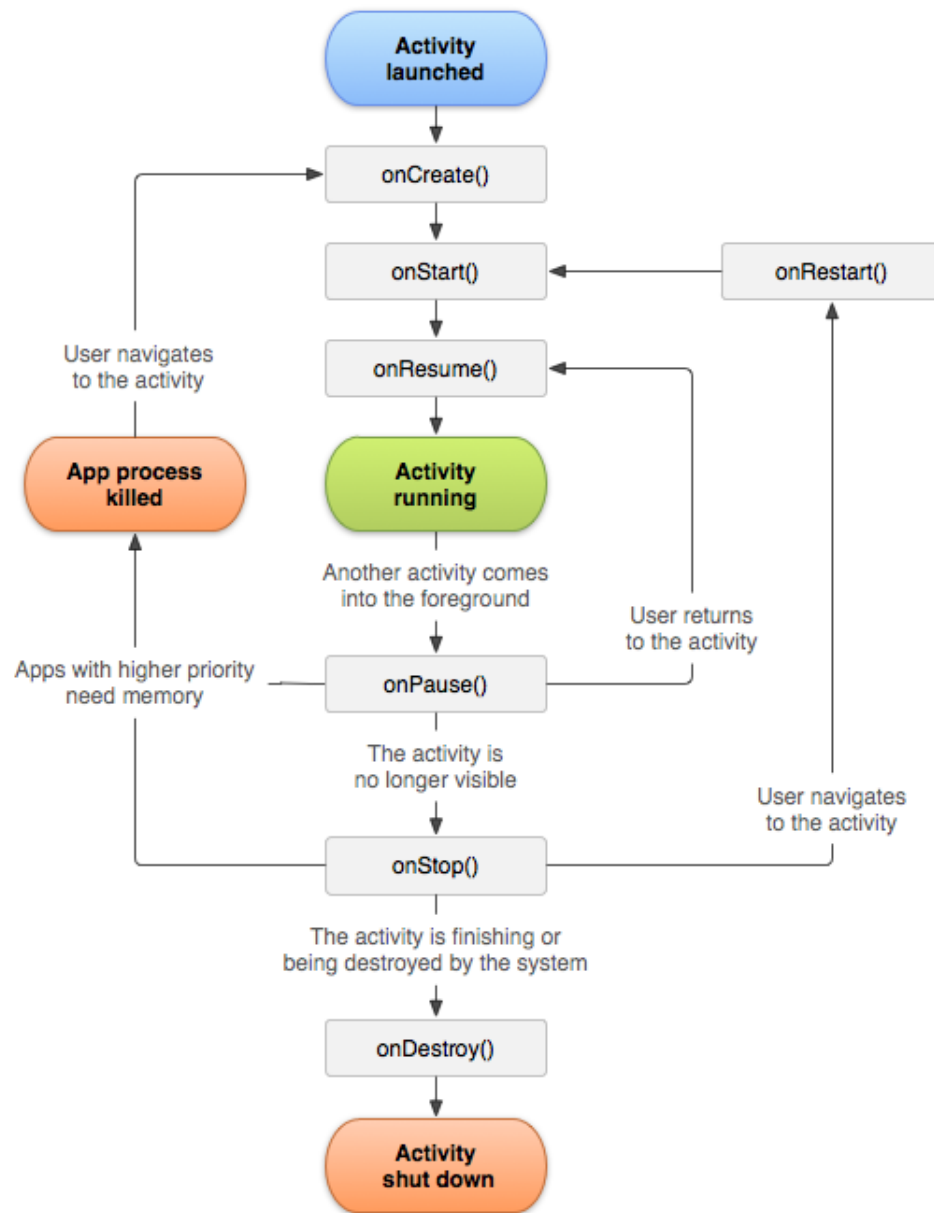 Activity
launched
onCreate()
onStart()
onRestart()
User navigates
to the activity
onResume()
App process
killed
Activity
running
Another activity comes
into the foreground
User returns
to the activity
Apps with higher priority
need memory
onPause()
The activity is
no longer visible
User navigates
to the activity
onStop()
The activity is finishing or
being destroyed by the system
onDestroy()
Activity
shut down